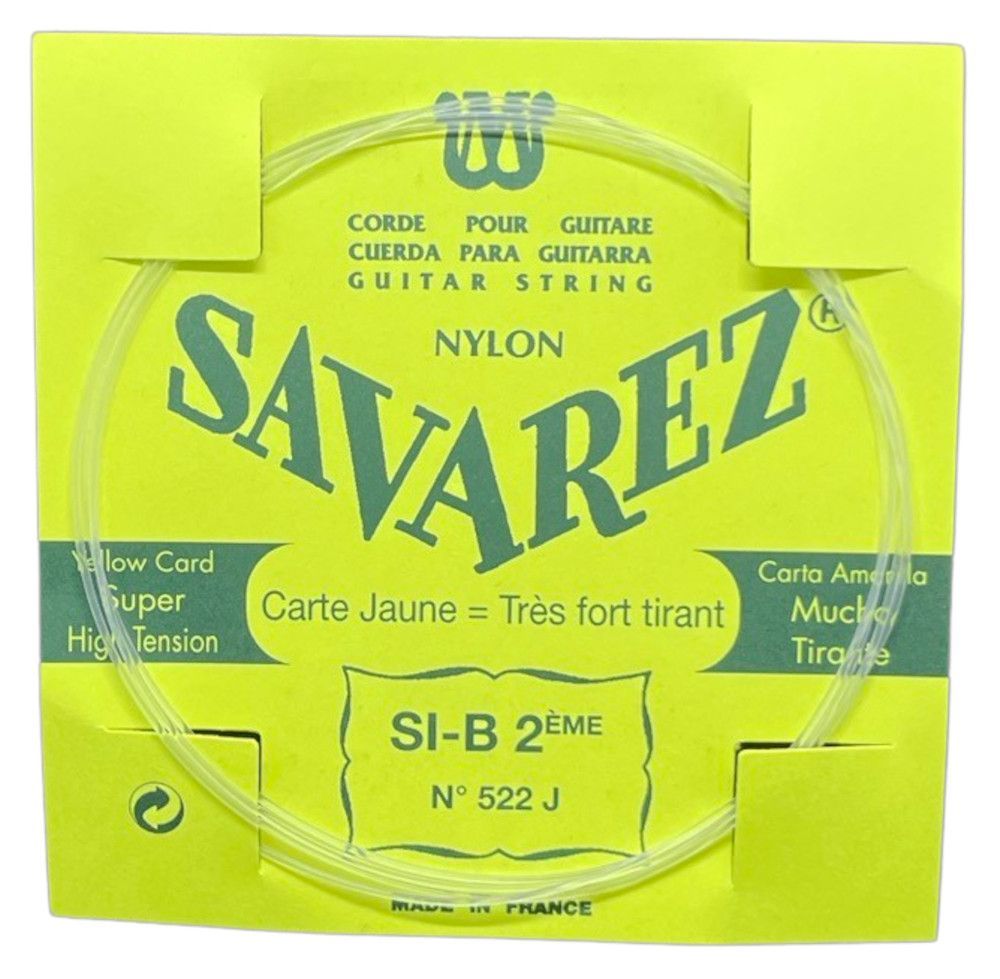 CORDE POUR GUITARE
CUERDA PARA GUITARRA
GUITAR STRING
NYLON
SAVAREZ®
Yellow Card
Super
High Tension
Carte Jaune = Très fort tirant
Carta Amarilla
Mucho
Tirante
SI-B 2ÈME
N° 522 J
MADE IN FRANCE